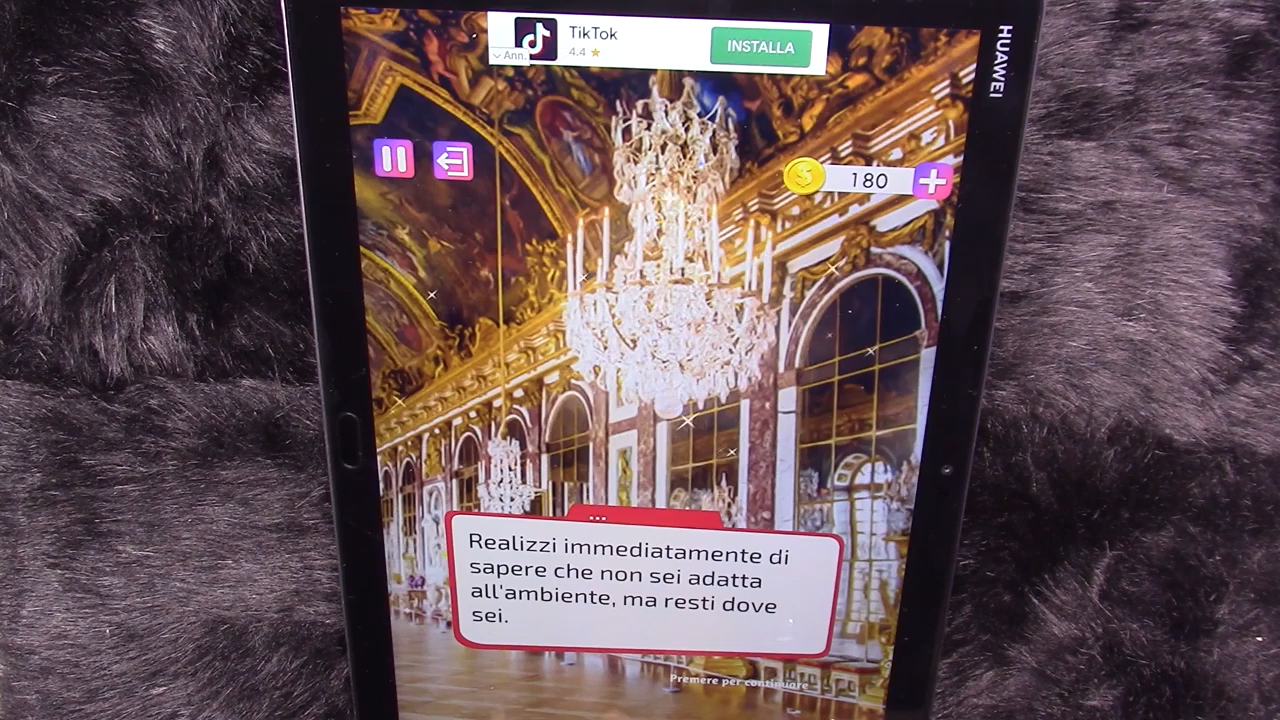 TikTok
4.4
Ann.
INSTALLA
HUAWEI
180
...
Realizzi immediatamente di
sapere che non sei adatta
all'ambiente, ma resti dove
sei.
Premere per continuare